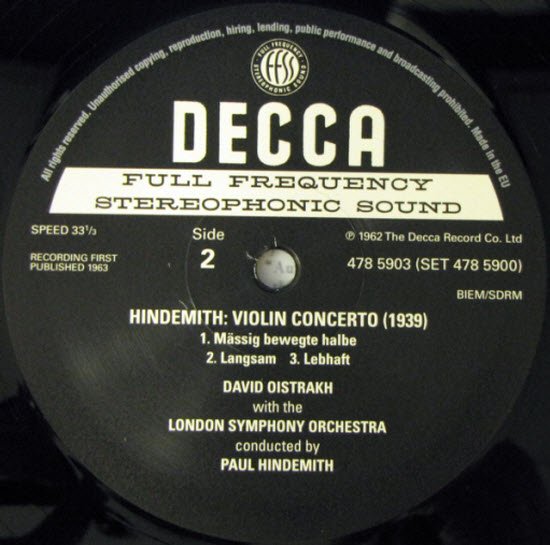 All rights reserved. Unauthorised copying, reproduction, hiring, lending, public performance and broadcasting prohibited. Made in the EU
FULL FREQUENCY
ffss
STEREOPHONIC SOUND
DECCA
FULL FREQUENCY
STEREOPHONIC SOUND
SPEED 33⅓
Side
2
℗ 1962 The Decca Record Co. Ltd
RECORDING FIRST
PUBLISHED 1963
478 5903 (SET 478 5900)
BIEM/SDRM
HINDEMITH: VIOLIN CONCERTO (1939)
1. Mässig bewegte halbe
2. Langsam 3. Lebhaft
DAVID OISTRAKH
with the
LONDON SYMPHONY ORCHESTRA
conducted by
PAUL HINDEMITH